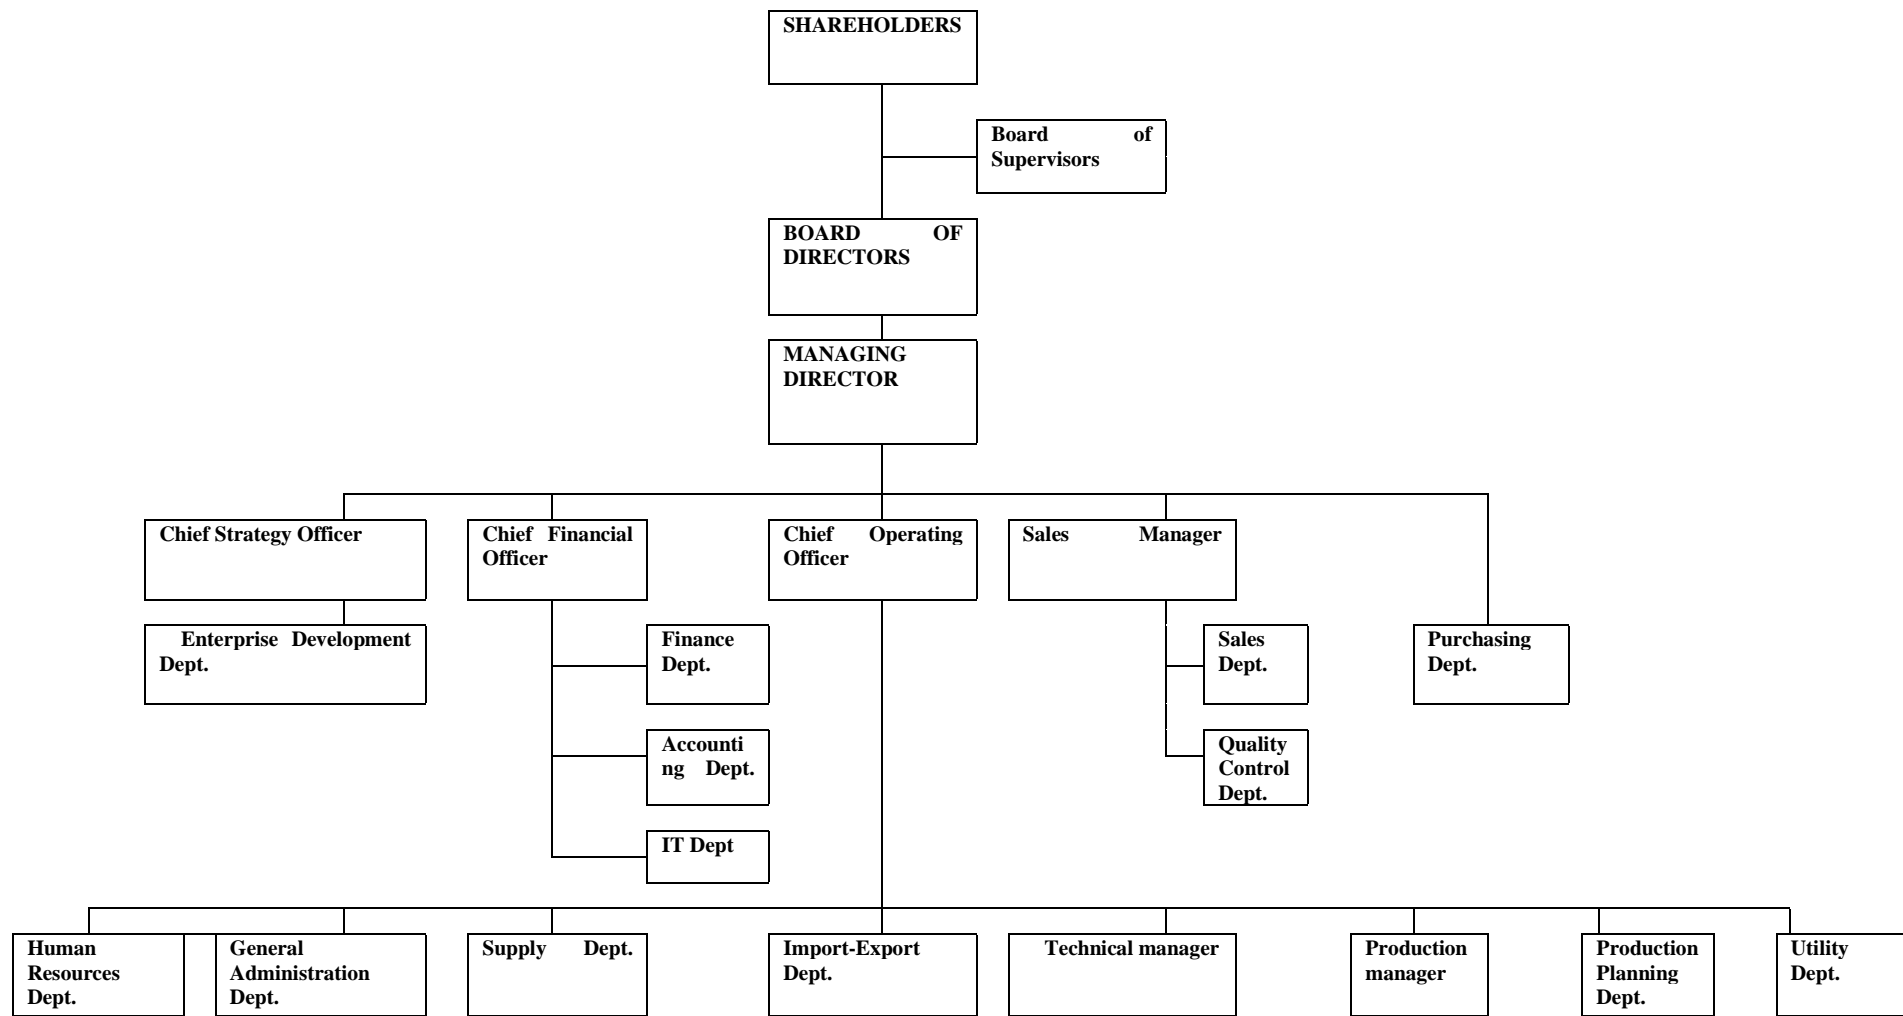 SHAREHOLDERS
Board of
Supervisors
BOARD OF
DIRECTORS
MANAGING
DIRECTOR
Chief Strategy Officer
Chief Financial
Officer
Chief Operating
Officer
Sales Manager
Enterprise Development
Dept.
Finance
Dept.
Sales
Dept.
Purchasing
Dept.
Accounti
ng Dept.
Quality
Control
Dept.
IT Dept
Human
Resources
Dept.
General
Administration
Dept.
Supply Dept.
Import-Export
Dept.
Technical manager
Production
manager
Production
Planning
Dept.
Utility
Dept.